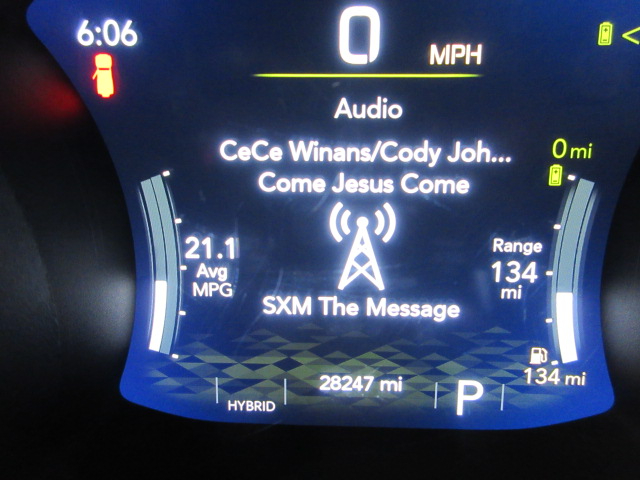 6:06
0 MPH
Audio
CeCe Winans/Cody Joh...
Come Jesus Come
0 mi
21.1
Avg
MPG
Range
134
mi
SXM The Message
134 mi
28247 mi
HYBRID
P